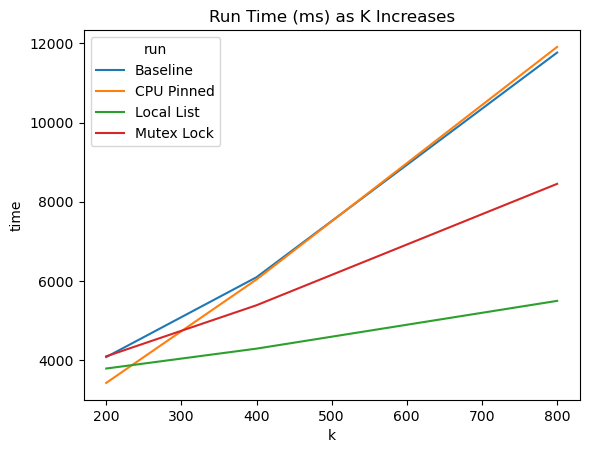 Run Time (ms) as K Increases
run
Baseline
CPU Pinned
Local List
Mutex Lock
time
12000
10000
8000
6000
4000
200 300 400 500 600 700 800
k